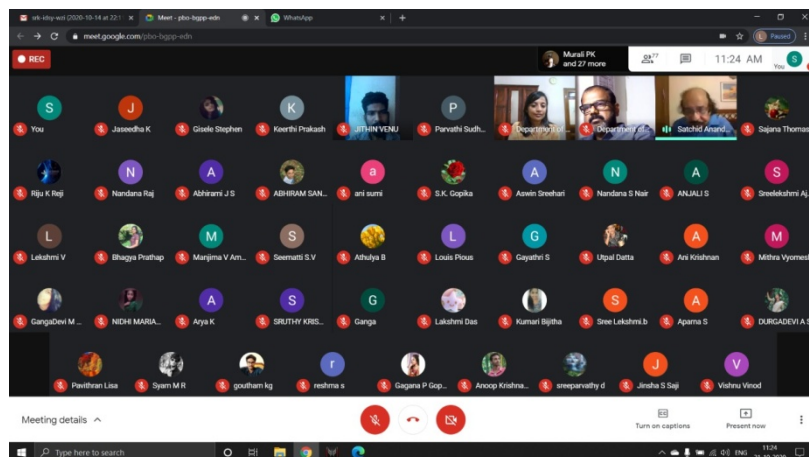 srk-idsy-wzi (2020-10-14 at 22:1
Meet - pbo-bgpp-edn
WhatsApp
meet.google.com/pbo-bgpp-edn
L Paused
REC
Murali PK
and 27 more
77
11:24 AM
You
S
S J K P
You Jaseedha K Gisele Stephen Keerthi Prakash JITHIN VENU Parvathi Sudh... Department of... Department of... Satchid Anand... Sajana Thomas
N A a A N A S
Riju K Reji Nandana Raj Abhirami J S ABHIRAM SAN... ani sumi S.K. Gopika Aswin Sreehari Nandana S Nair ANJALI S Sreelekshmi Aj.
L M S L G A M
Lekshmi V Bhagya Prathap Manjima V Am... Seematti S.V Athulya B Louis Pious Gayathri S Utpal Datta Ani Krishnan Mithra Vyomesh
A S G S A
GangaDevi M ... NIDHI MARIA... Arya K SRUTHY KRIS... Ganga Lakshmi Das Kumari Bijitha Sree Lekshmi.b Aparna S DURGADEVI A S
r J V
Pavithran Lisa Syam M R goutham kg reshma s Gagana P Gop... Anoop Krishna... sreeparvathy d Jinsha S Saji Vishnu Vinod
Meeting details
Turn on captions
Present now
Type here to search
ENG
11:24
21-10-2020